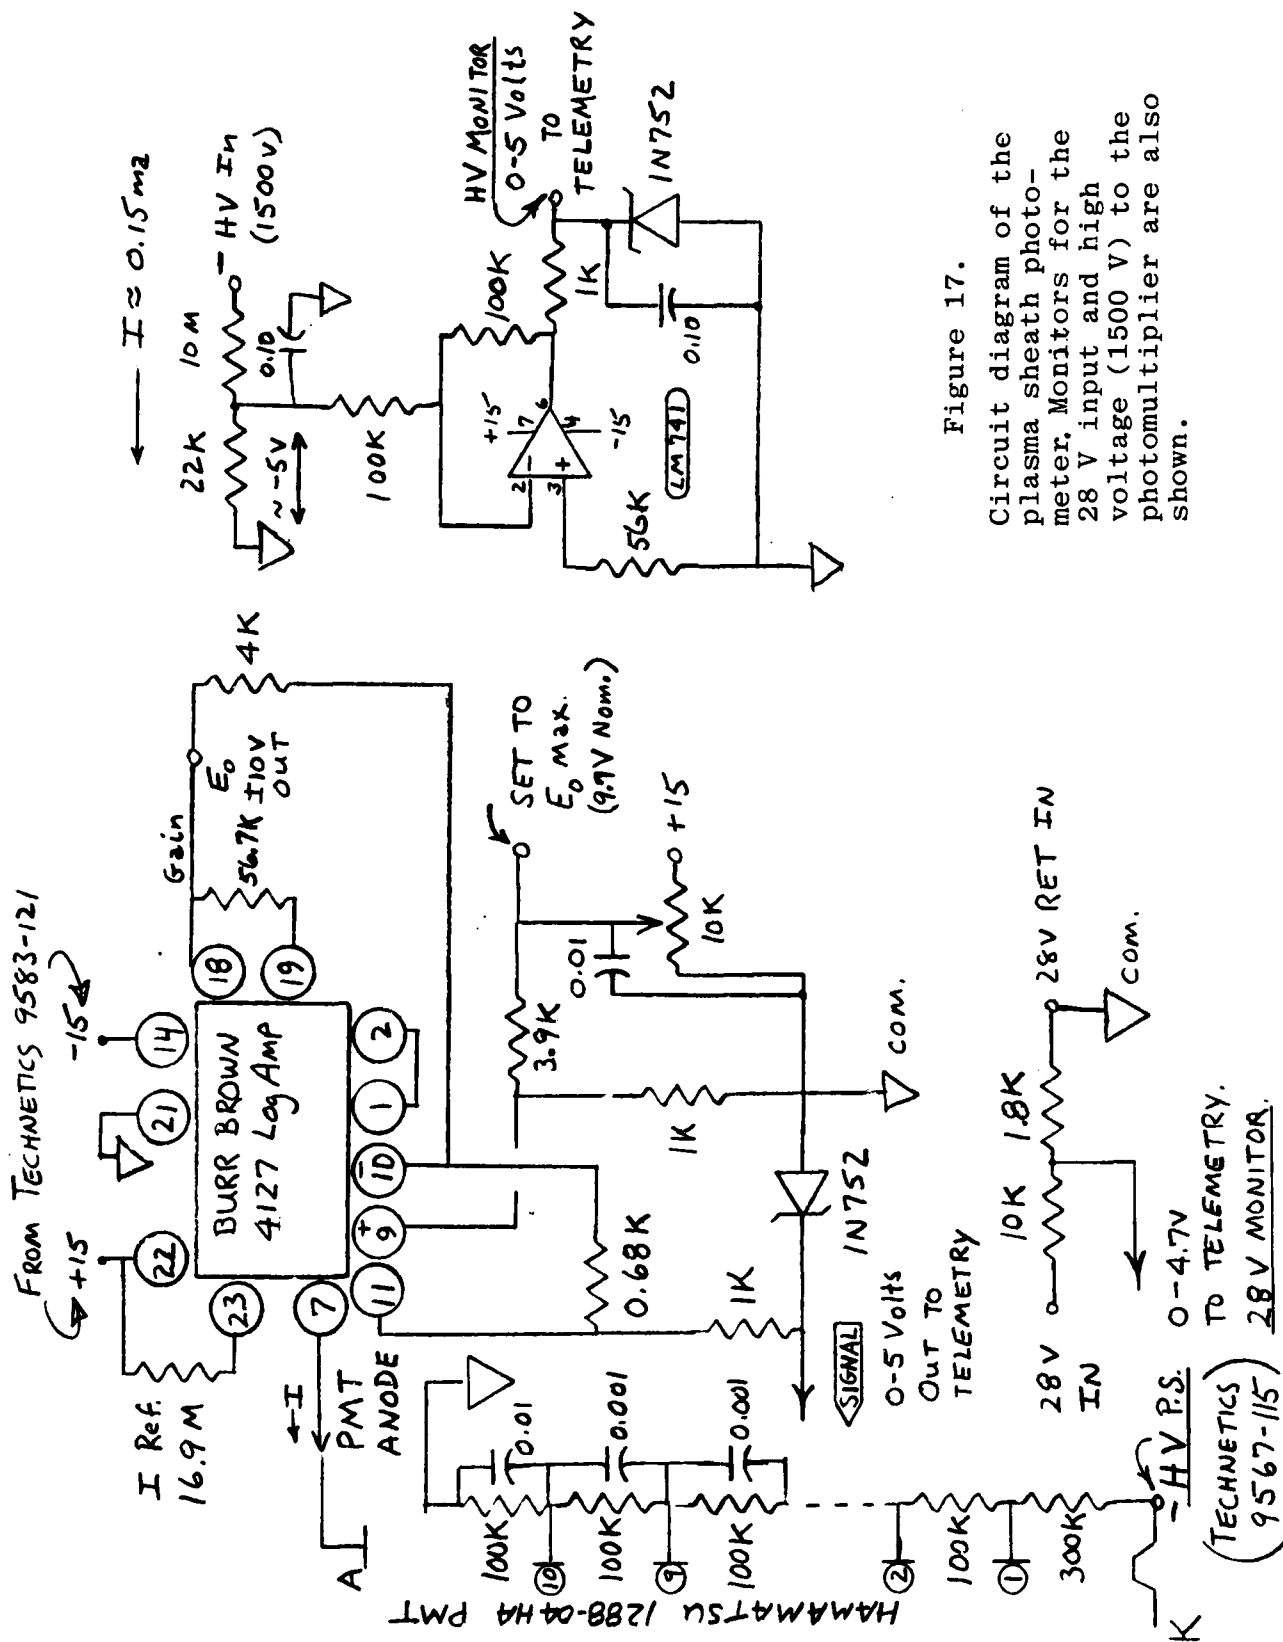 FROM TECHNETICS 9583-121
+15
-15
I Ref.
16.9M
22
21
14
23
7
11
9
+
10
-
1
2
18
19
BURR BROWN
4127 Log Amp
Gain
56.7K
E₀
±10V
OUT
4K
←I
PMT
ANODE
A
0.68K
1K
1K
3.9K
0.01
10K
+15
SET TO
E₀ Max.
(9.7V Nom.)
COM.
1N752
SIGNAL
0-5 Volts
Out To
TELEMETRY
HAMAMATSU 1288-04HA PMT
100K
0.01
10
100K
0.001
9
100K
0.001
2
100K
1
300K
K
- HV P.S.
(TECHNETICS
9567-115)
28V
IN
10K
1.8K
28V RET IN
COM.
0-4.7V
TO TELEMETRY.
28V MONITOR.
← I ≈ 0.15ma
22K
10M
- HV In
(1500V)
0.10
≈ -5V
100K
100K
+15
7
2
-
3
+
6
4
-15
LM741
56K
1K
0.10
1N752
HV MONITOR
0-5 Volts
TO
TELEMETRY
Figure 17.
Circuit diagram of the
plasma sheath photo-
meter. Monitors for the
28 V input and high
voltage (1500 V) to the
photomultiplier are also
shown.